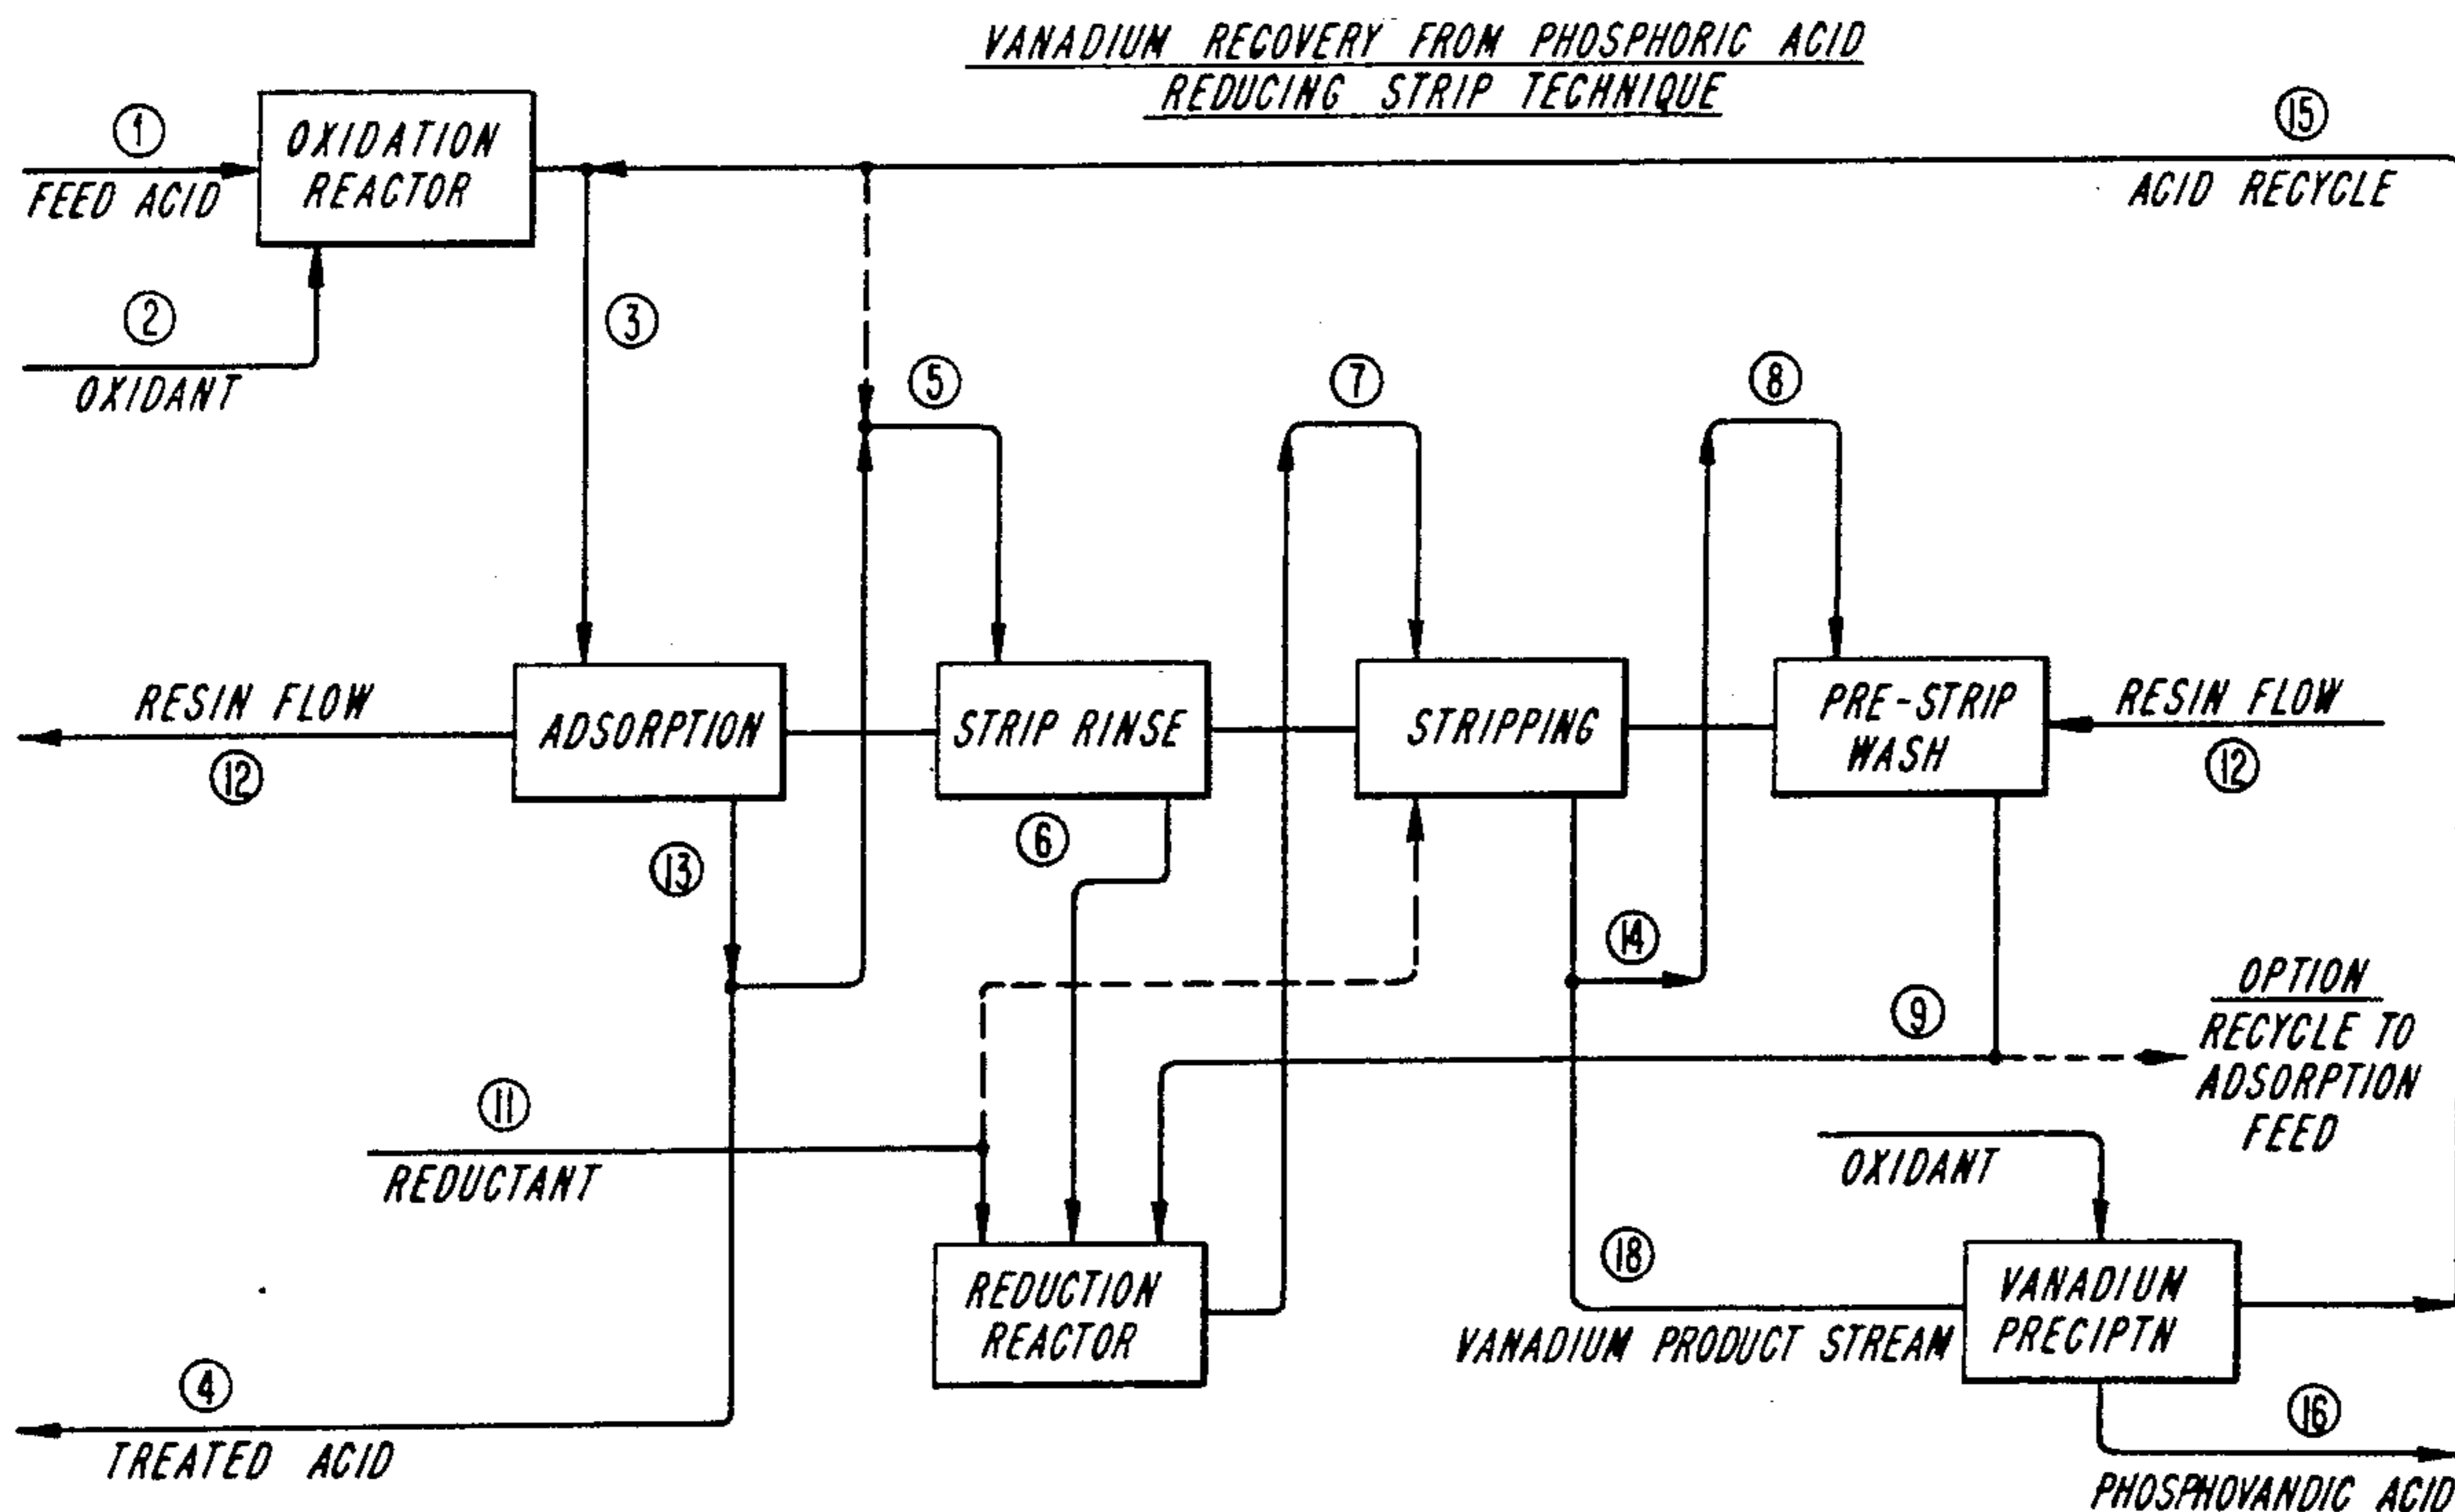 VANADIUM RECOVERY FROM PHOSPHORIC ACID
REDUCING STRIP TECHNIQUE
1
FEED ACID
OXIDATION
REACTOR
15
ACID RECYCLE
2
OXIDANT
3
5
7
8
RESIN FLOW
12
ADSORPTION
STRIP RINSE
STRIPPING
PRE-STRIP
WASH
RESIN FLOW
12
13
6
14
9
OPTION
RECYCLE TO
ADSORPTION
FEED
11
REDUCTANT
OXIDANT
REDUCTION
REACTOR
18
VANADIUM PRODUCT STREAM
VANADIUM
PRECIPTN
4
TREATED ACID
16
PHOSPHOVANDIC ACID